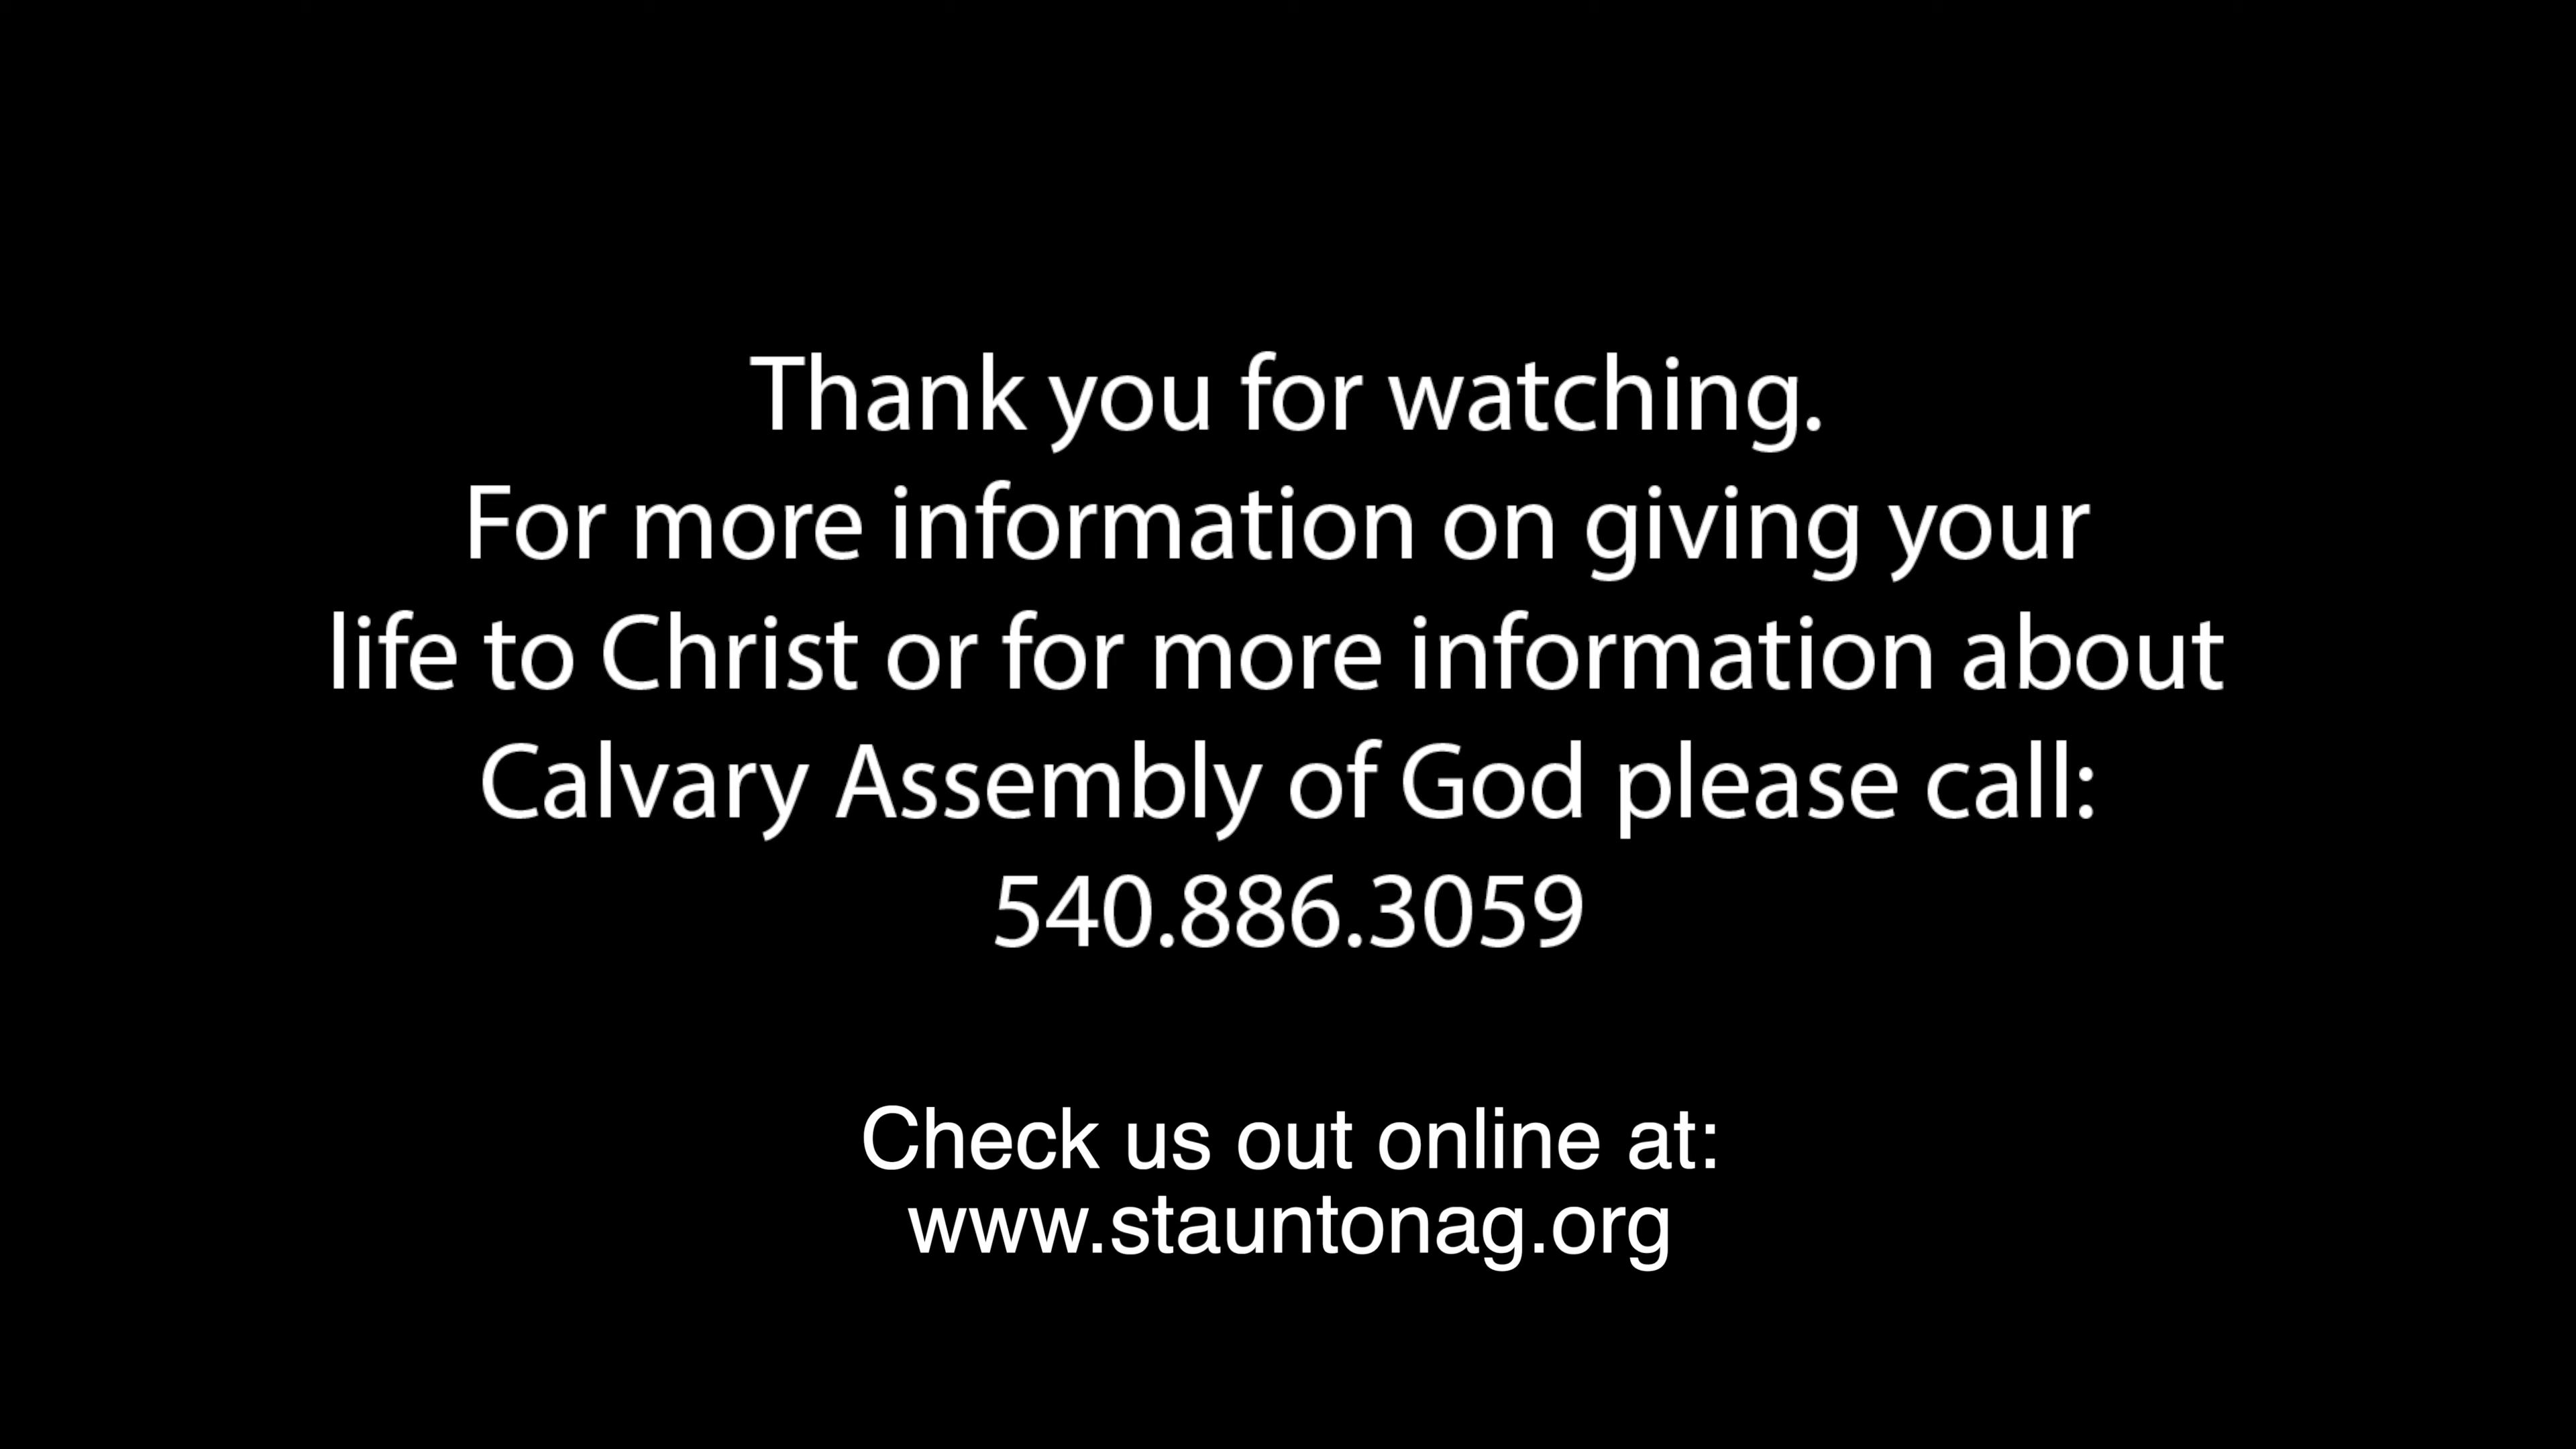 Thank you for watching.
For more information on giving your
life to Christ or for more information about
Calvary Assembly of God please call:
540.886.3059
Check us out online at:
www.stauntonag.org